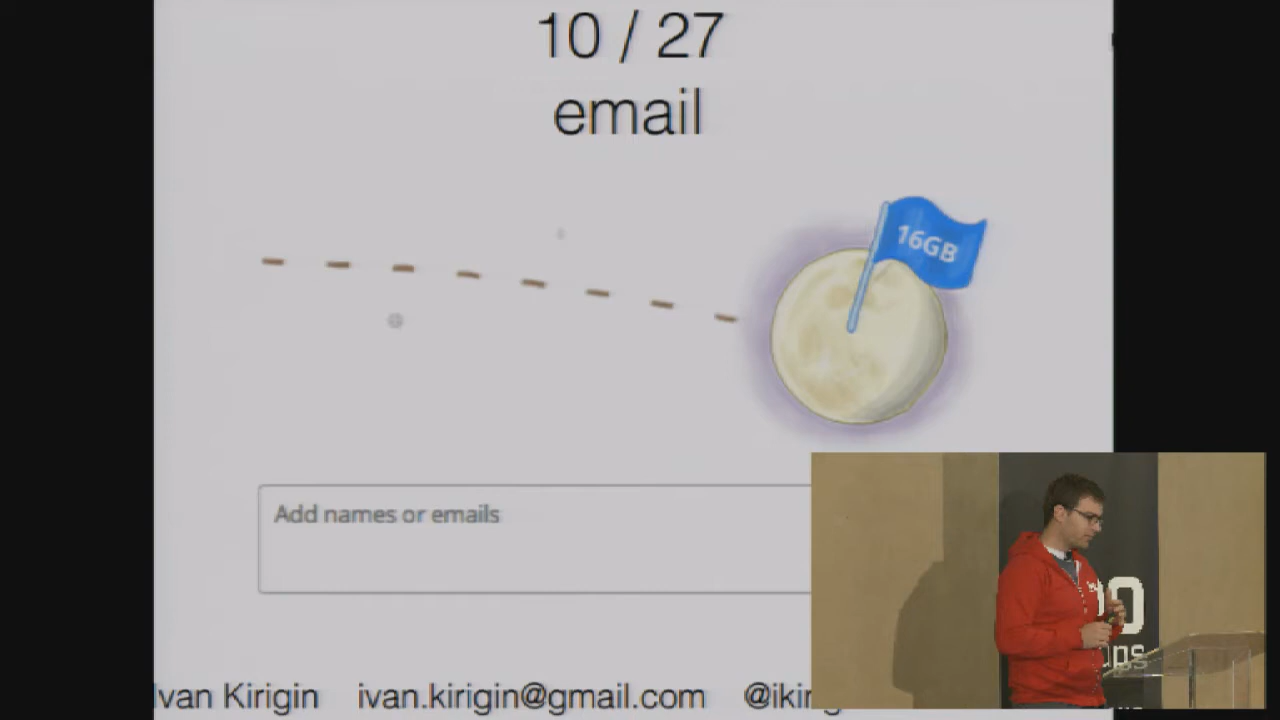 10 / 27
email
16GB
Add names or emails
Ivan Kirigin ivan.kirigin@gmail.com